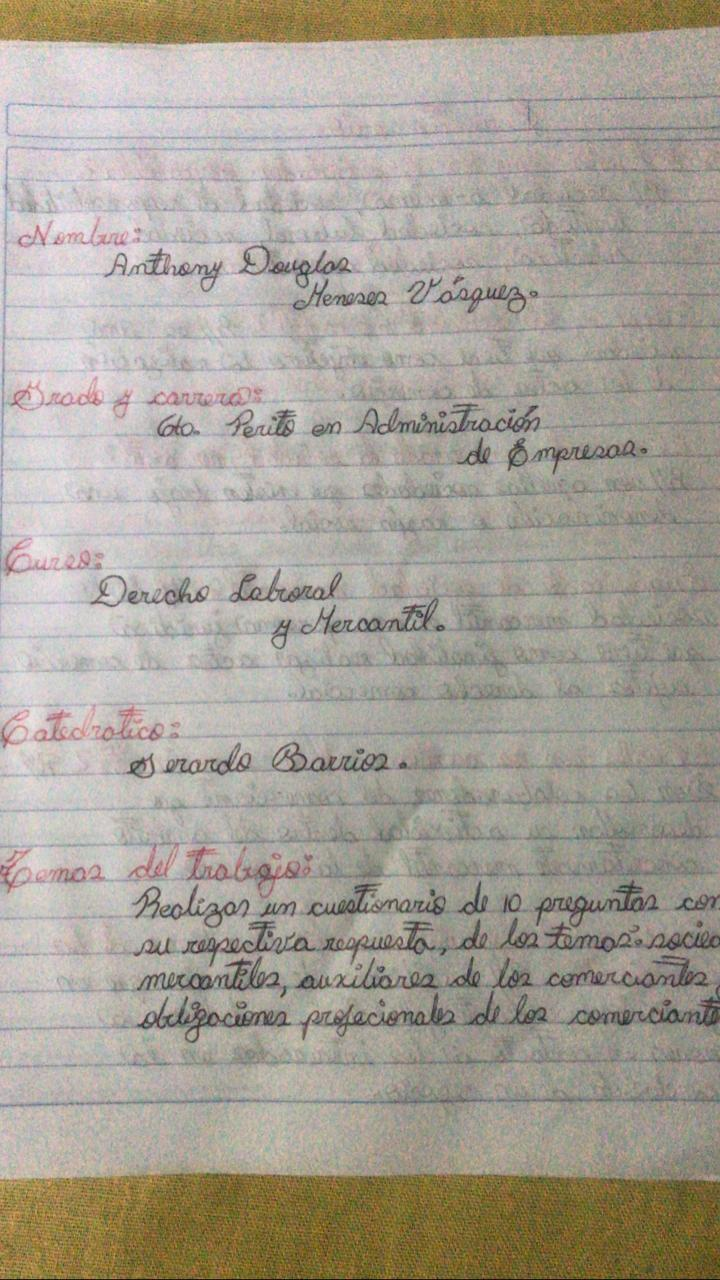 Nombre:
Anthony Douglas
Meneses Vásquez.
Grado y carrera:
6to. Perito en Administración
de Empresas.
Curso:
Derecho Laboral
y Mercantil.
Catedratico:
Gerardo Barrios.
Temas del trabajo:
Realizar un cuestionario de 10 preguntas con
su respectiva respuesta, de los temas: socied
mercantiles, auxiliares de los comerciantes,
obligaciones profecionales de los comerciant